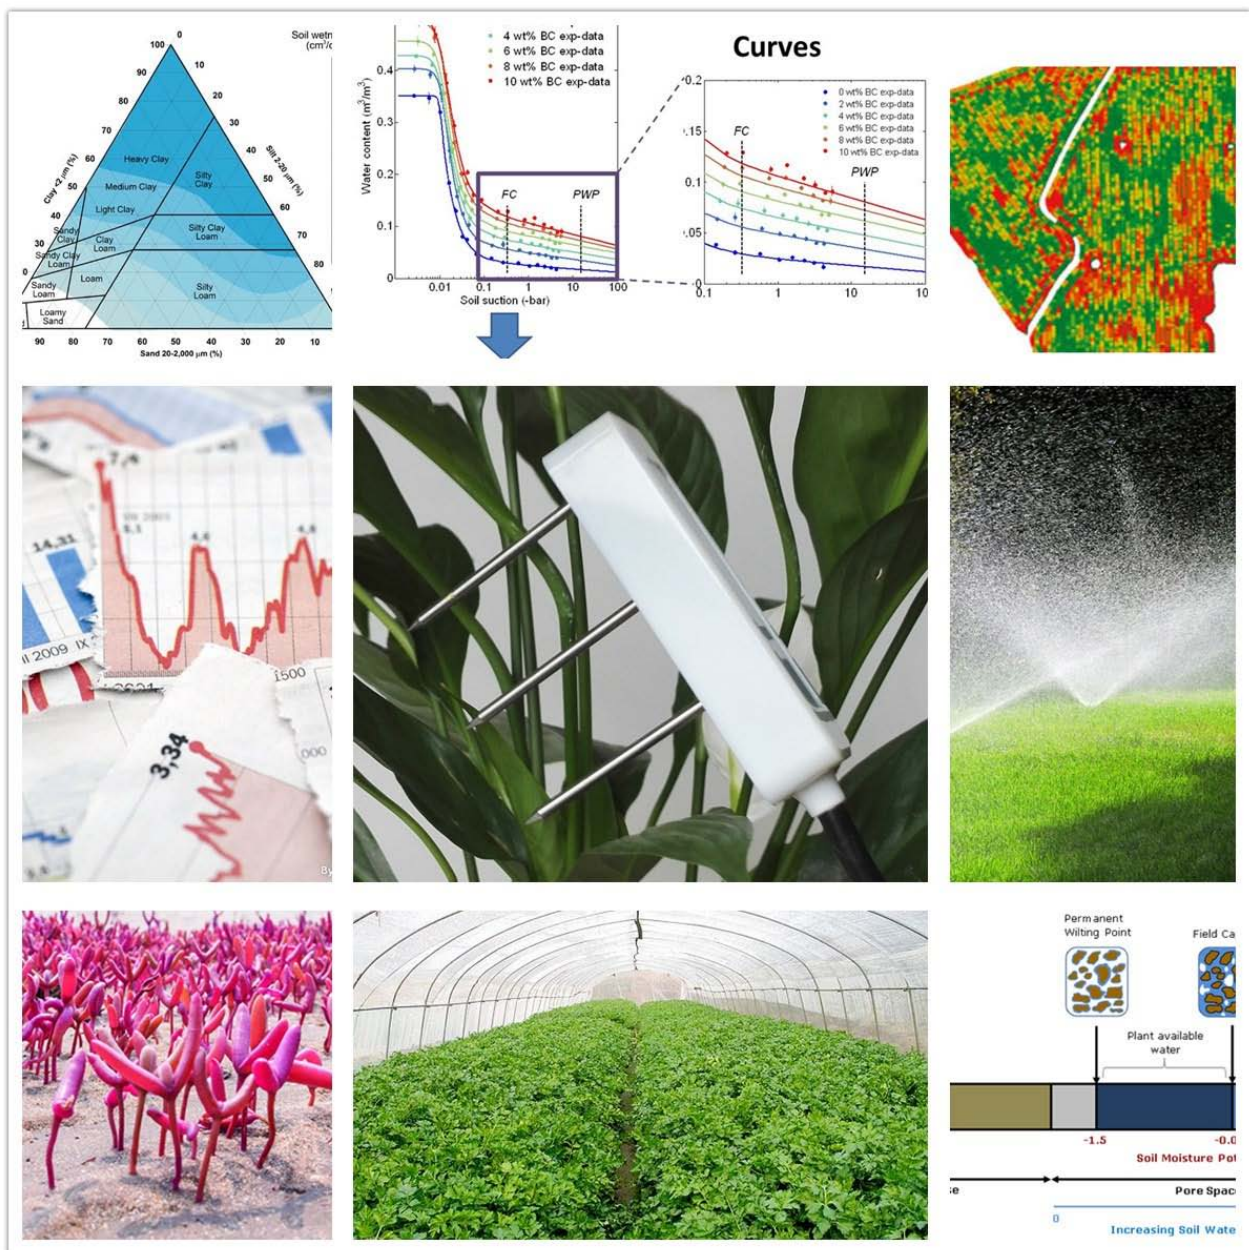 Soil wetn
(cm³/c
0
100
10
90
20
80
30
70
40
60
50
50
60
40
70
30
80
0
Clay <2 µm (%)
Silt 2-20 µm (%)
Heavy Clay
Silty
Clay
Medium Clay
Light Clay
Silty Clay
Loam
Sandy
Clay
Clay
Loam
Sandy Clay
Loam
Loam
Silty
Loam
Sandy
Loam
Loamy
Sand
90 80 70 60 50 40 30 20 10
Sand 20-2,000 µm (%)
4 wt% BC exp-data
6 wt% BC exp-data
8 wt% BC exp-data
10 wt% BC exp-data
Water content (m³/m³)
0.4
0.3
0.2
0.1
0
FC
PWP
0.01 0.1 1 10 100
Soil suction (-bar)
Curves
0.2
.15
0.1
.05
0
0 wt% BC exp-data
2 wt% BC exp-data
4 wt% BC exp-data
6 wt% BC exp-data
8 wt% BC exp-data
10 wt% BC exp-data
FC
PWP
0.1 1 10 10
7,4
4,6
4,8
14,31
2009 IX
1500
000
3,34
By
Permanent
Wilting Point
Field Ca
Plant available
water
-1.5
-0.0
Soil Moisture Pot
Pore Spac
0
Increasing Soil Wate